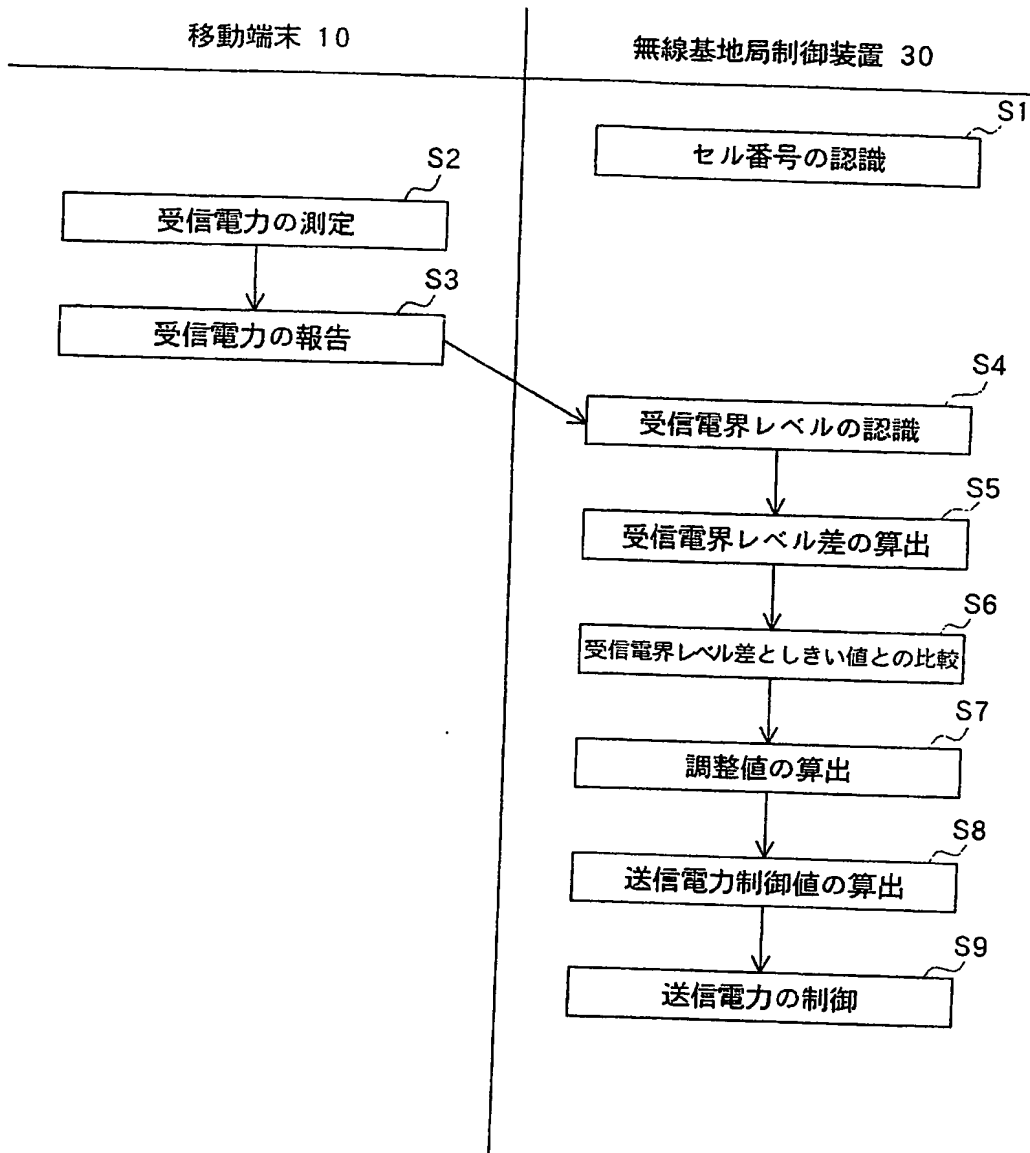 移動端末 10
無線基地局制御装置 30
S1
セル番号の認識
S2
受信電力の測定
S3
受信電力の報告
S4
受信電界レベルの認識
S5
受信電界レベル差の算出
S6
受信電界レベル差としきい値との比較
S7
調整値の算出
S8
送信電力制御値の算出
S9
送信電力の制御